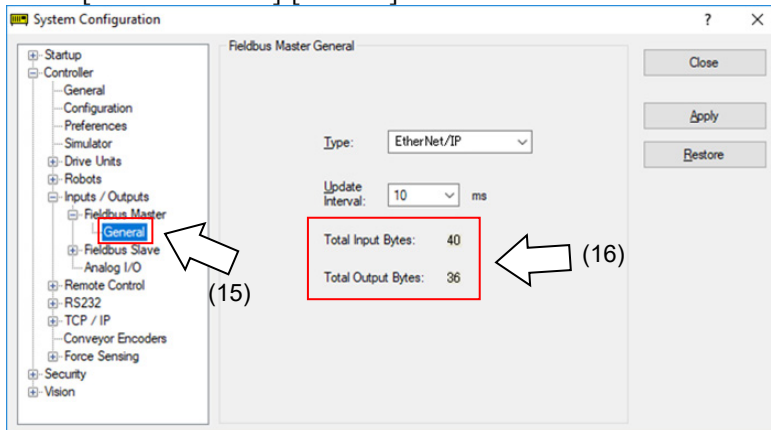 System Configuration
? X
Startup
Controller
General
Configuration
Preferences
Simulator
Drive Units
Robots
Inputs / Outputs
Fieldbus Master
General
Fieldbus Slave
Analog I/O
Remote Control
RS232
TCP / IP
Conveyor Encoders
Force Sensing
Security
Vision
(15)
Fieldbus Master General
Type: EtherNet/IP
Update
Interval: 10 ms
Total Input Bytes: 40
Total Output Bytes: 36
(16)
Close
Apply
Restore